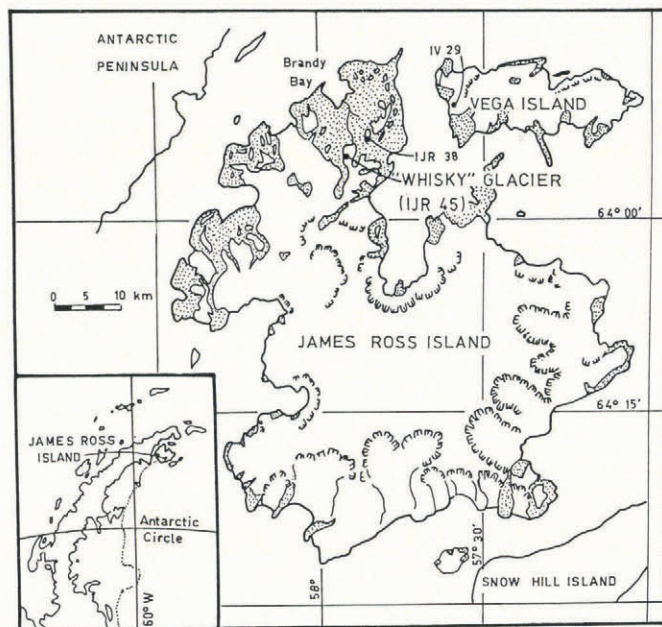 ANTARCTIC
PENINSULA
Brandy
Bay
IV 29
VEGA ISLAND
IJR 38
"WHISKY" GLACIER
(IJR 45)
64° 00'
0 5 10 km
JAMES ROSS ISLAND
64° 15'
JAMES ROSS
ISLAND
Antarctic
Circle
60° W
58°
57° 30'
SNOW HILL ISLAND